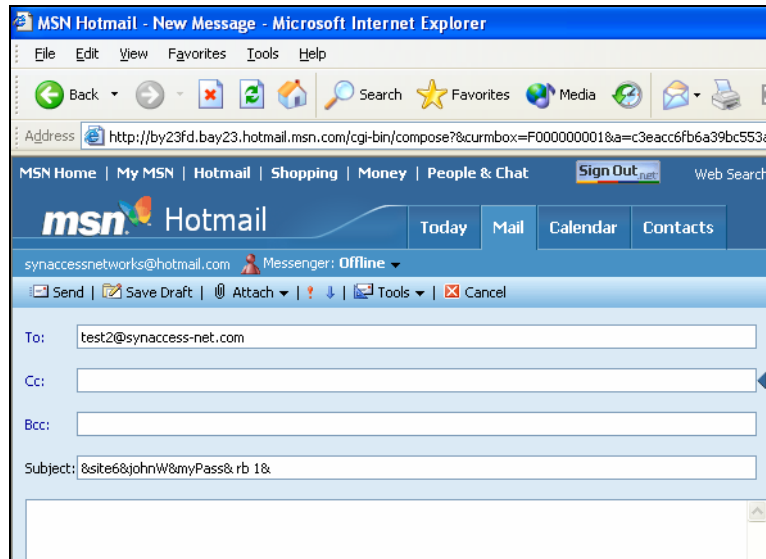 MSN Hotmail - New Message - Microsoft Internet Explorer
File Edit View Favorites Tools Help
Back Search Favorites Media
Address http://by23fd.bay23.hotmail.msn.com/cgi-bin/compose?&curmbox=F000000001&a=c3eacc6fb6a39bc553a
MSN Home | My MSN | Hotmail | Shopping | Money | People & Chat Sign Out .net Web Search
msn Hotmail Today Mail Calendar Contacts
synaccessnetworks@hotmail.com Messenger: Offline
Send | Save Draft | Attach | | Tools | Cancel
To: test2@synaccess-net.com
Cc:
Bcc:
Subject: &site6&johnW&myPass& rb 1&